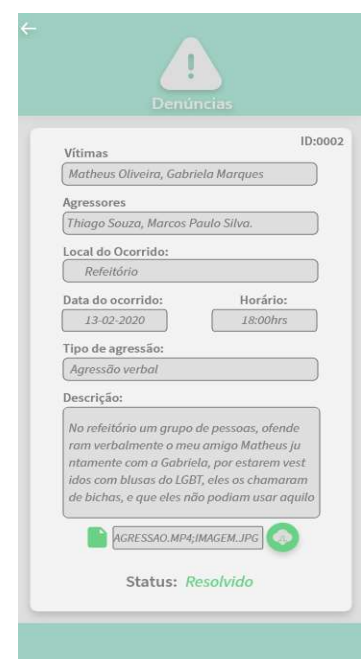 Denúncias
ID:0002
Vítimas
Matheus Oliveira, Gabriela Marques
Agressores
Thiago Souza, Marcos Paulo Silva.
Local do Ocorrido:
Refeitório
Data do ocorrido: Horário:
13-02-2020 18:00hrs
Tipo de agressão:
Agressão verbal
Descrição:
No refeitório um grupo de pessoas, ofende
ram verbalmente o meu amigo Matheus ju
ntamente com a Gabriela, por estarem vest
idos com blusas do LGBT, eles os chamaram
de bichas, e que eles não podiam usar aquilo
AGRESSAO.MP4;IMAGEM.JPG
Status: Resolvido